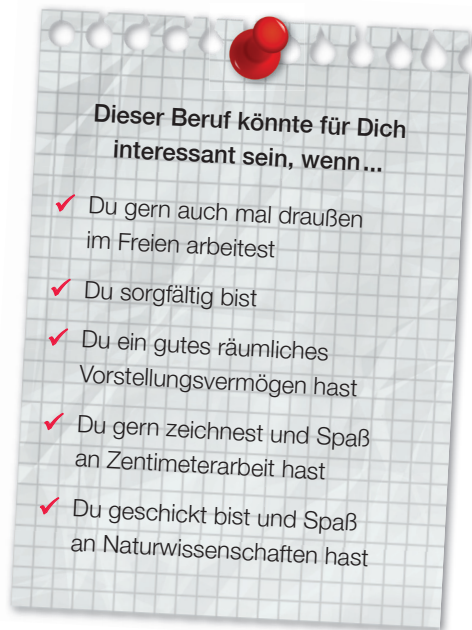 Dieser Beruf könnte für Dich
interessant sein, wenn...
✓ Du gern auch mal draußen
im Freien arbeitest
✓ Du sorgfältig bist
✓ Du ein gutes räumliches
Vorstellungsvermögen hast
✓ Du gern zeichnest und Spaß
an Zentimeterarbeit hast
✓ Du geschickt bist und Spaß
an Naturwissenschaften hast